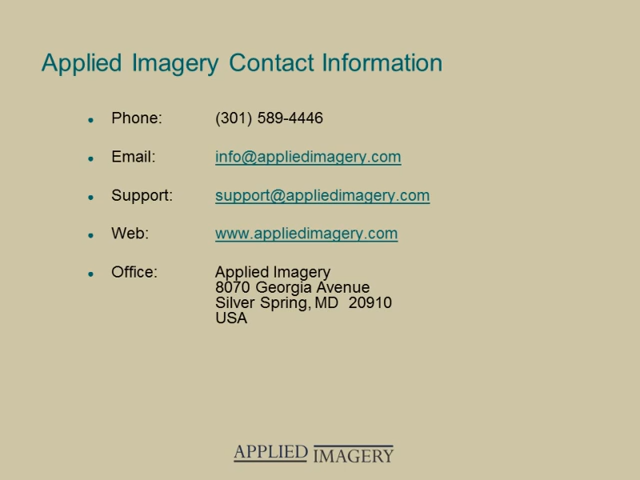 Applied Imagery Contact Information
Phone: (301) 589-4446
Email: info@appliedimagery.com
Support: support@appliedimagery.com
Web: www.appliedimagery.com
Office: Applied Imagery
8070 Georgia Avenue
Silver Spring, MD  20910
USA
APPLIED IMAGERY